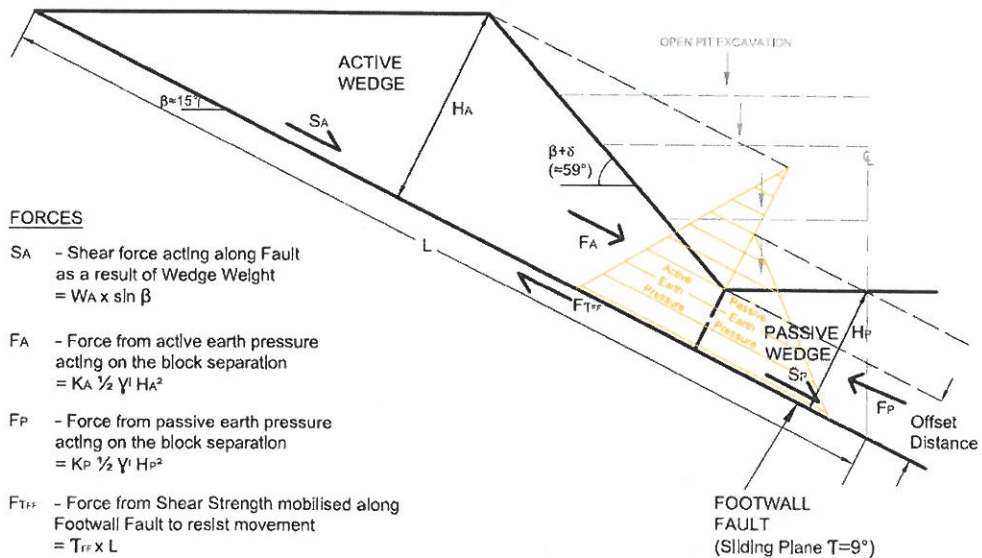 OPEN PIT EXCAVATION
ACTIVE
WEDGE
HA
β≈15°
SA
β+δ
(≈59°)
℄
FORCES
SA - Shear force acting along Fault
as a result of Wedge Weight
= WA x sin β
FA
L
Active
Earth
Pressure
Passive
Earth
Pressure
FTFF
PASSIVE
WEDGE
HP
SP
FP
Offset
Distance
FA - Force from active earth pressure
acting on the block separation
= KA ½ γ' HA²
FP - Force from passive earth pressure
acting on the block separation
= KP ½ γ' HP²
FTFF - Force from Shear Strength mobilised along
Footwall Fault to resist movement
= TFF x L
FOOTWALL
FAULT
(Sliding Plane T=9°)